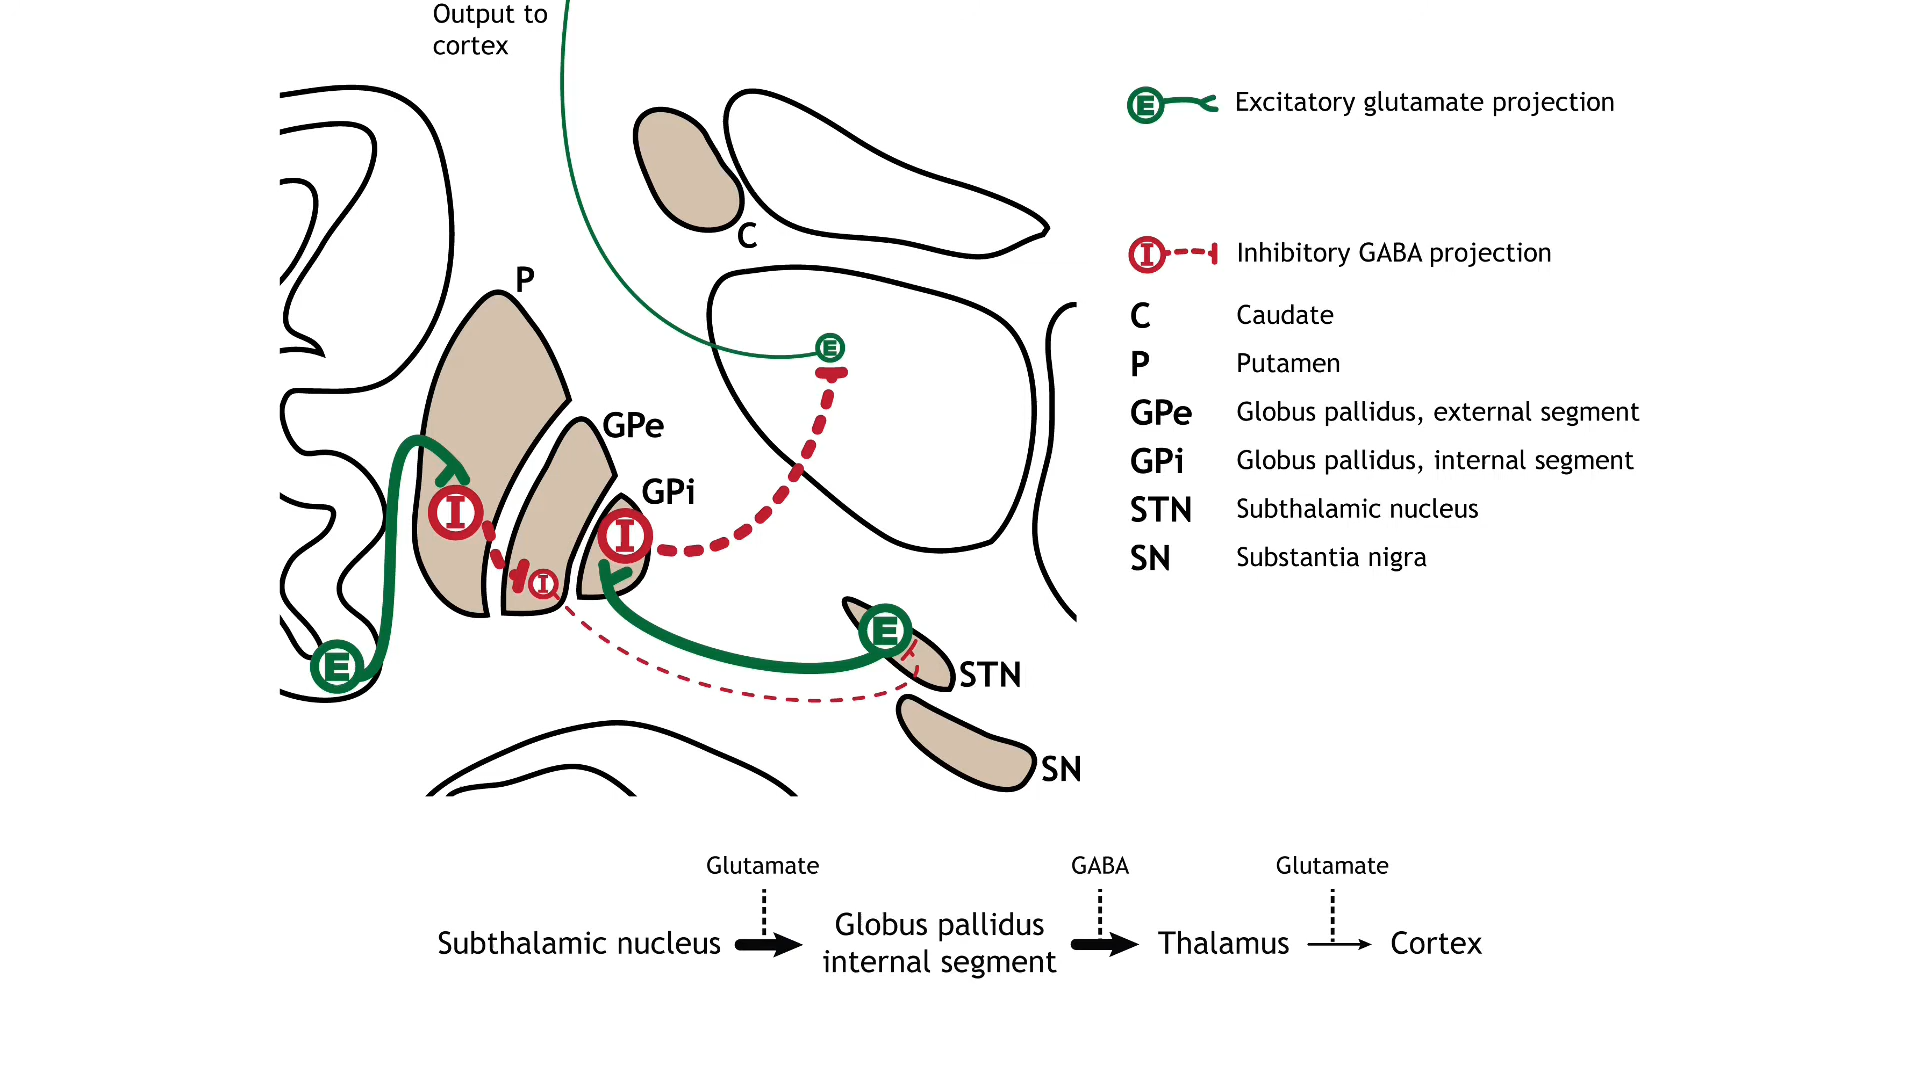 Output to
cortex
E Excitatory glutamate projection
I Inhibitory GABA projection
C Caudate
P Putamen
GPe Globus pallidus, external segment
GPi Globus pallidus, internal segment
STN Subthalamic nucleus
SN Substantia nigra
C
P
E
GPe
GPi
I
I
I
E
E
STN
SN
Glutamate GABA Glutamate
Subthalamic nucleus Globus pallidus
internal segment Thalamus Cortex